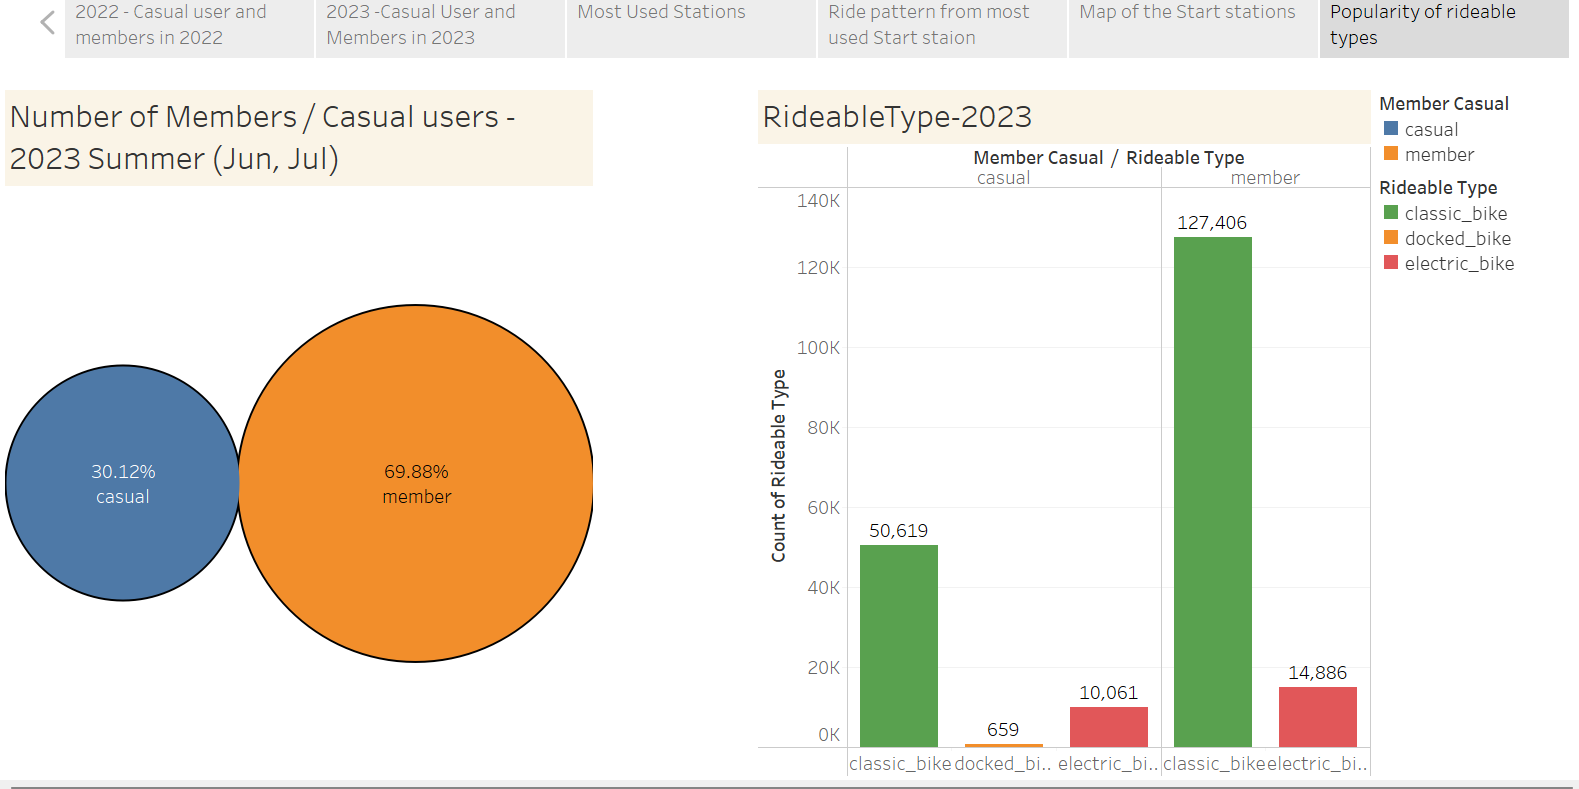 2022 - Casual user and
members in 2022
2023 -Casual User and
Members in 2023
Most Used Stations
Ride pattern from most
used Start staion
Map of the Start stations
Popularity of rideable
types
Number of Members / Casual users -
2023 Summer (Jun, Jul)
30.12%
casual
69.88%
member
RideableType-2023
Member Casual / Rideable Type
casual
member
140K
120K
100K
80K
60K
40K
20K
0K
Count of Rideable Type
50,619
659
10,061
127,406
14,886
classic_bike
docked_bi..
electric_bi..
classic_bike
electric_bi..
Member Casual
casual
member
Rideable Type
classic_bike
docked_bike
electric_bike